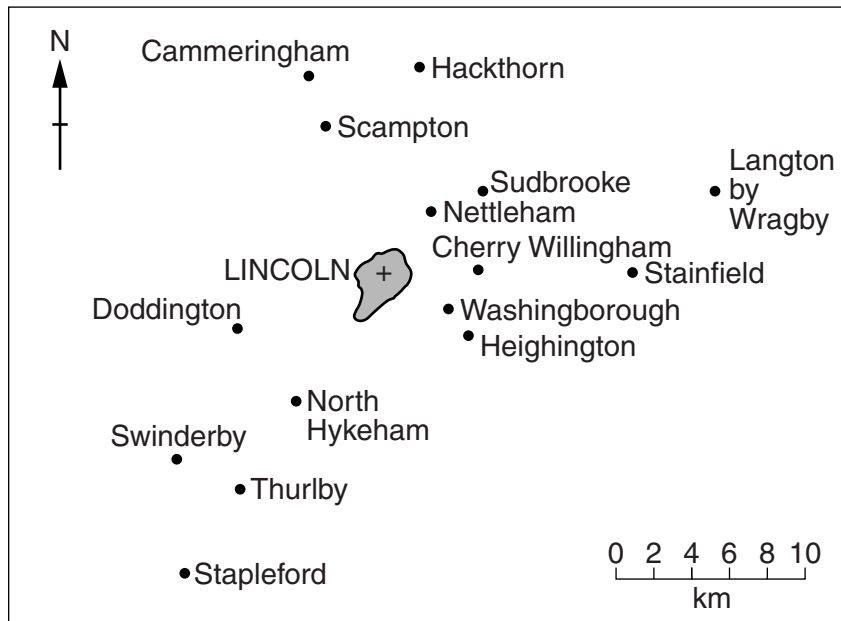 N
Cammeringham
Hackthorn
Scampton
Langton
by
Wragby
Sudbrooke
Nettleham
Cherry Willingham
LINCOLN
Stainfield
Doddington
Washingborough
Heighington
North
Hykeham
Swinderby
Thurlby
Stapleford
0 2 4 6 8 10
km